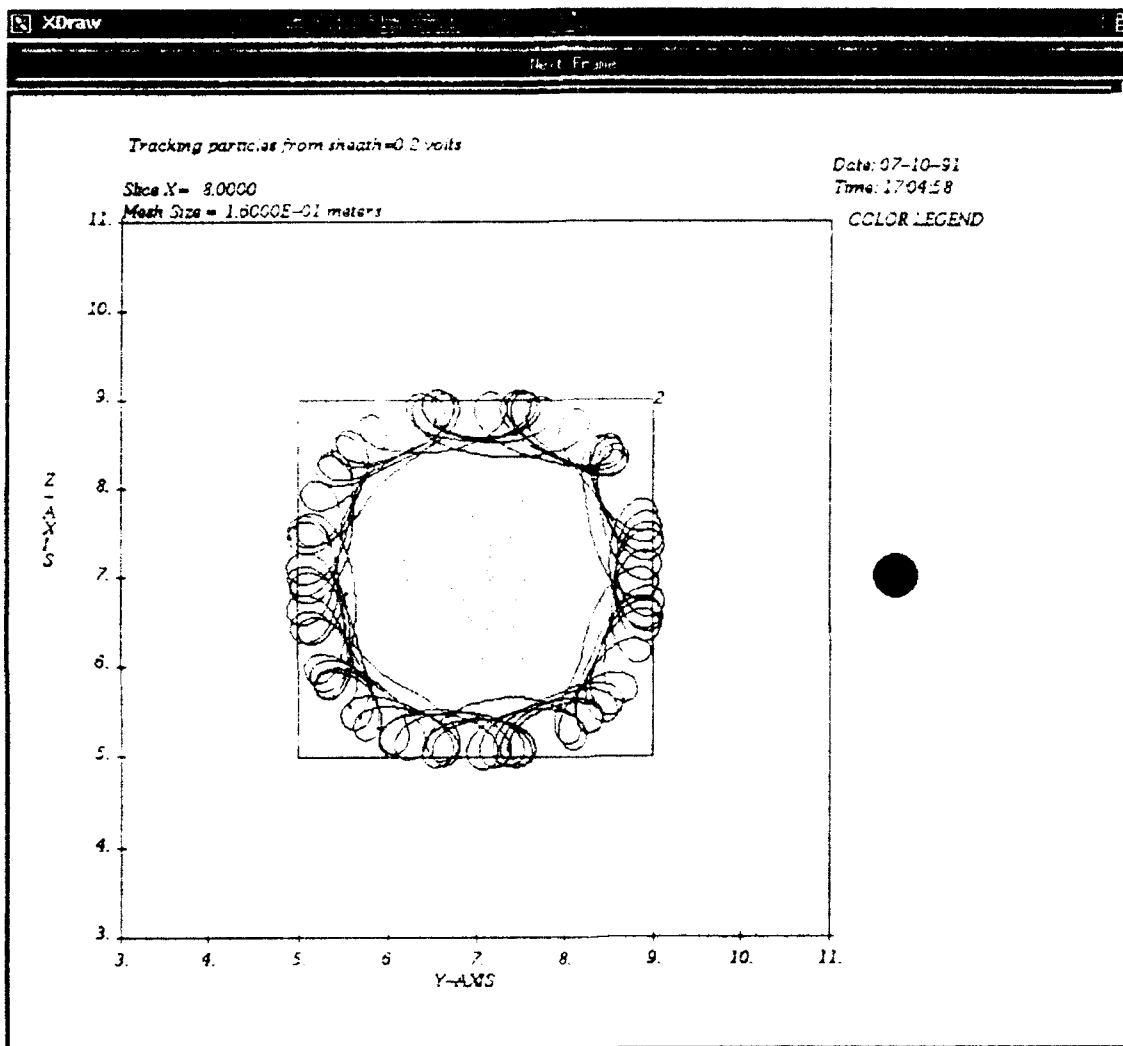 XDraw
Next Frame
Tracking particles from sheath=0.2 volts
Date: 07-10-91
Slice X= 8.0000
Time: 17:04:58
Mesh Size = 1.6000E-01 meters
COLOR LEGEND
11.
10.
9.
2
8.
Z-AXIS
7.
6.
5.
4.
3.
3. 4. 5. 6. 7. 8. 9. 10. 11.
Y-AXIS